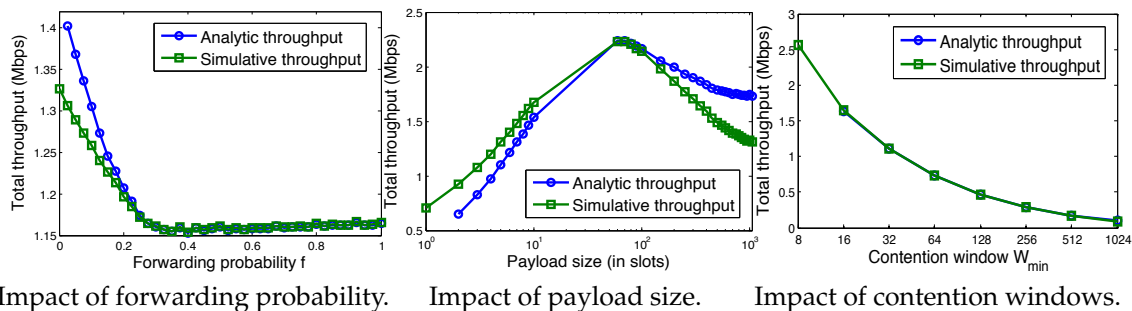 Total throughput (Mbps)
1.4
1.35
1.3
1.25
1.2
1.15
0
0.2
0.4
0.6
0.8
1
Forwarding probability f
Analytic throughput
Simulative throughput
Impact of forwarding probability.
Total throughput (Mbps)
2.5
2
1.5
1
0.5
10^0
10^1
10^2
10^3
Payload size (in slots)
Analytic throughput
Simulative throughput
Impact of payload size.
Total throughput (Mbps)
3
2.5
2
1.5
1
0.5
0
8
16
32
64
128
256
512
1024
Contention window W_min
Analytic throughput
Simulative throughput
Impact of contention windows.